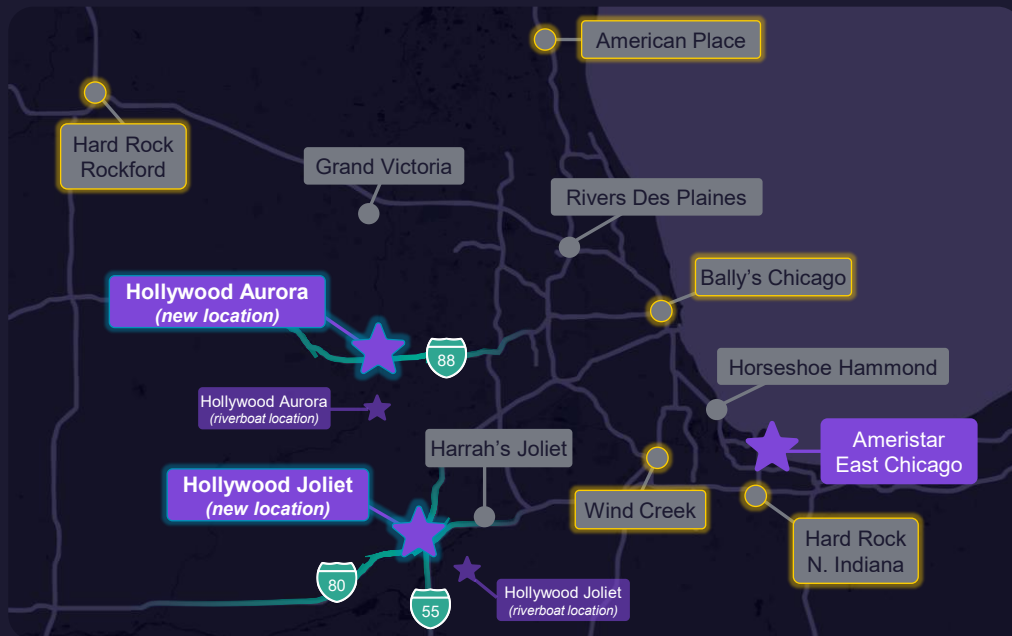 American Place
Hard Rock
Rockford
Grand Victoria
Rivers Des Plaines
Bally's Chicago
Hollywood Aurora
(new location)
88
Horseshoe Hammond
Hollywood Aurora
(riverboat location)
Harrah's Joliet
Ameristar
East Chicago
Hollywood Joliet
(new location)
Wind Creek
Hard Rock
N. Indiana
80
55
Hollywood Joliet
(riverboat location)